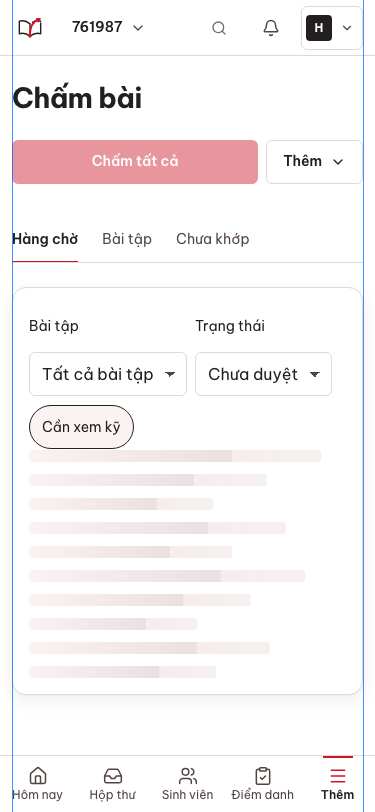 761987
H
Chấm bài
Chấm tất cả
Thêm
Hàng chờ
Bài tập
Chưa khớp
Bài tập
Trạng thái
Tất cả bài tập
Chưa duyệt
Cần xem kỹ
Hôm nay
Hộp thư
Sinh viên
Điểm danh
Thêm